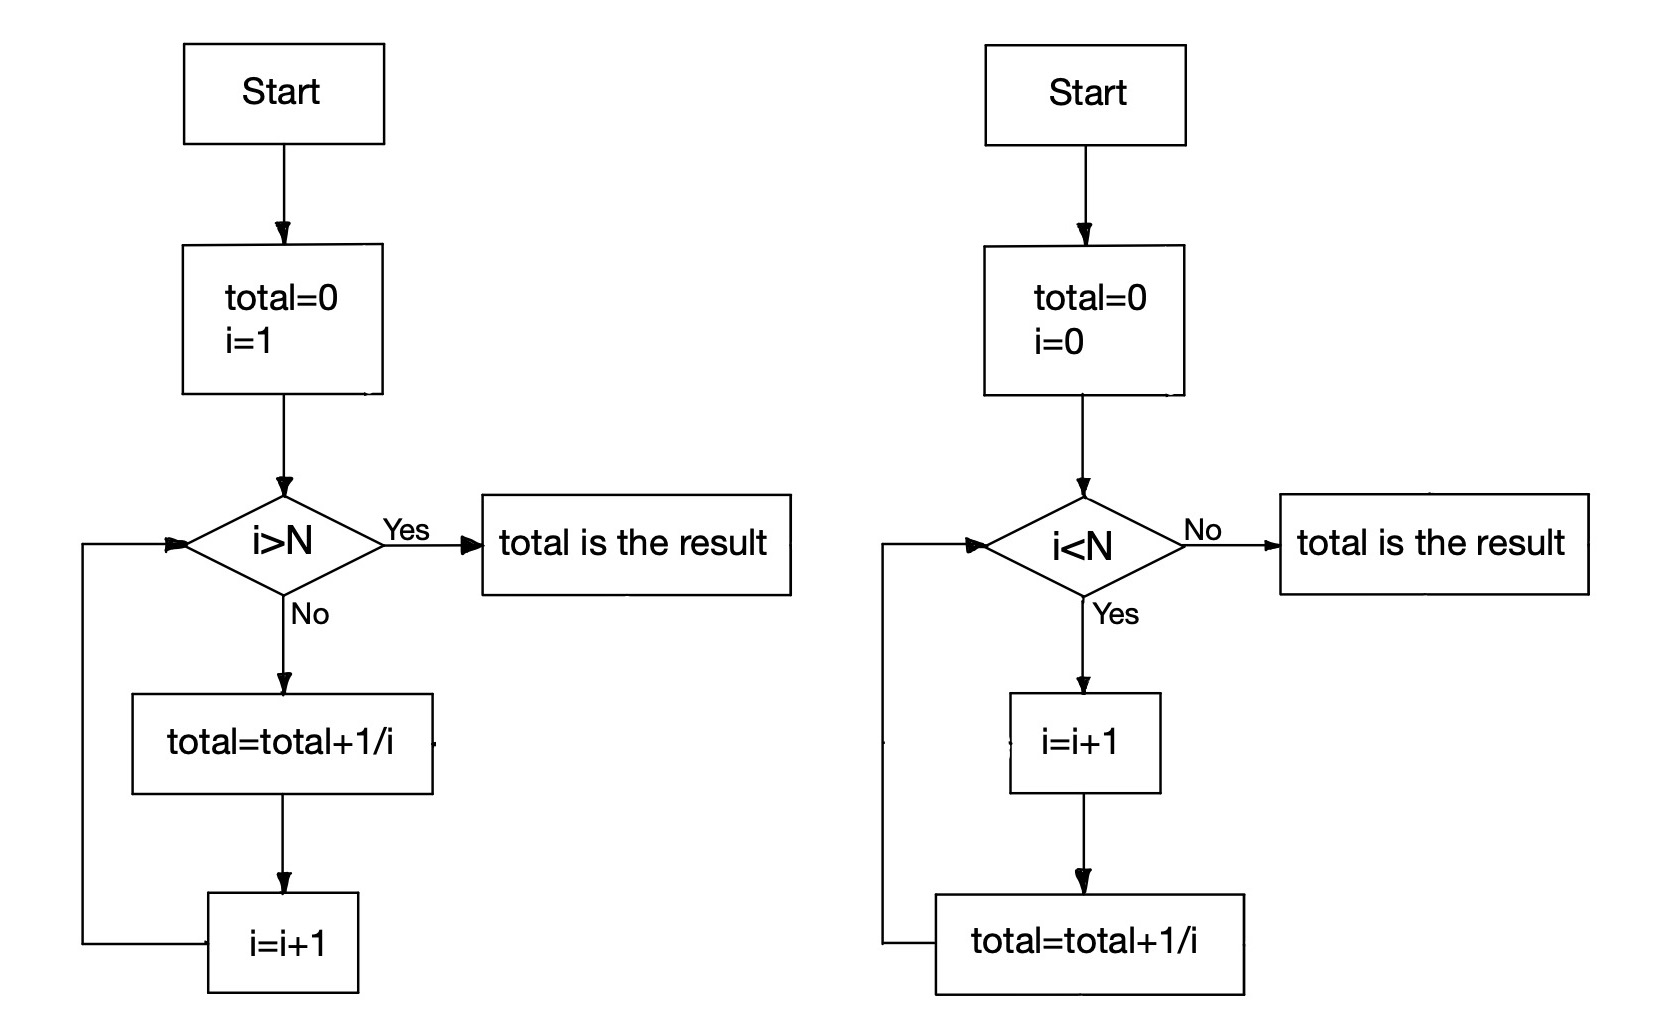 Start
total=0
i=1
i>N
Yes
total is the result
No
total=total+1/i
i=i+1
Start
total=0
i=0
i<N
No
total is the result
Yes
i=i+1
total=total+1/i